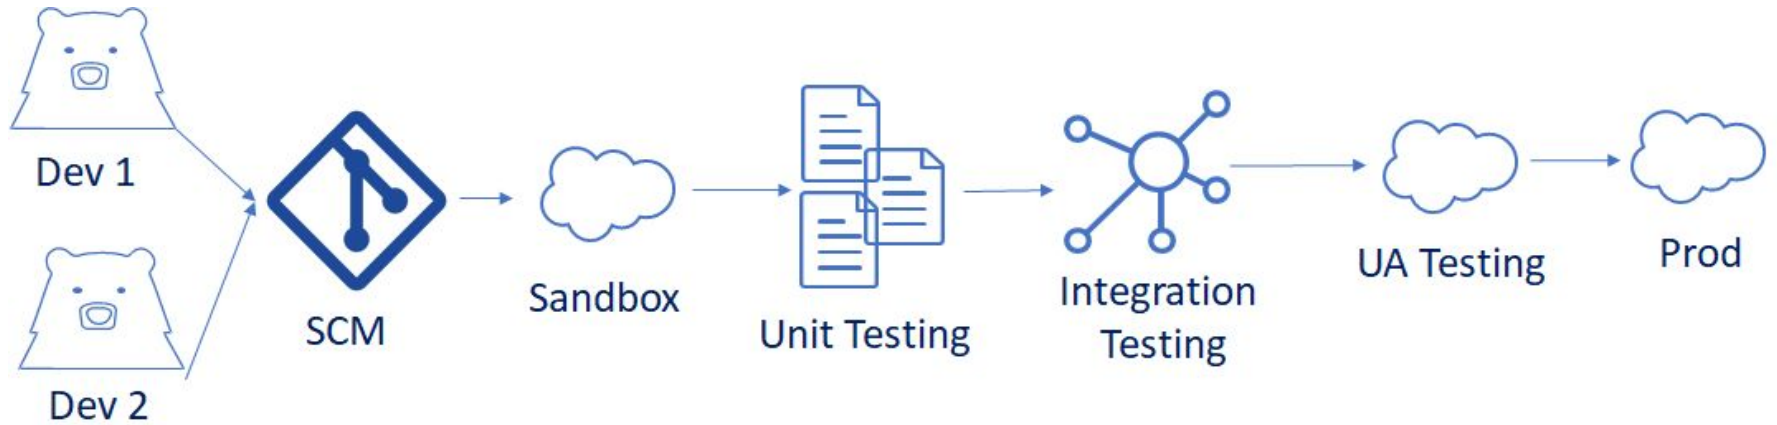 Dev 1
Dev 2
SCM
Sandbox
Unit Testing
Integration
Testing
UA Testing
Prod